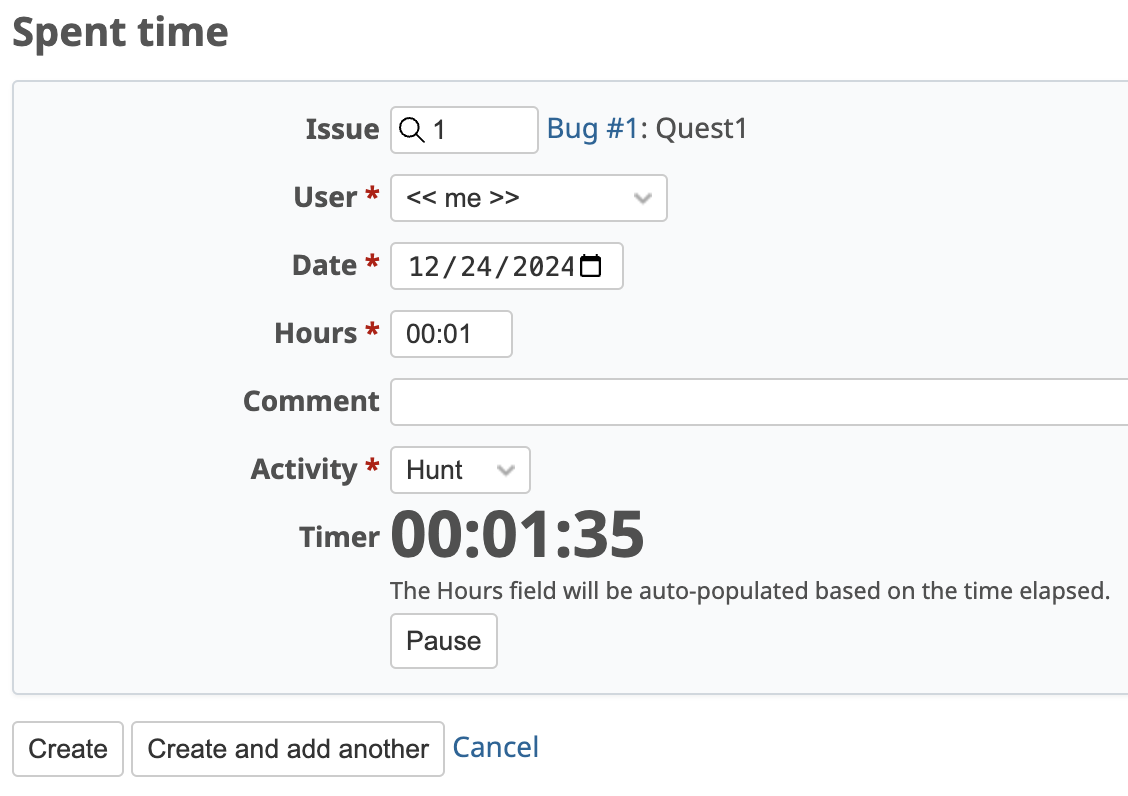 Spent time
Issue 1 Bug #1: Quest1
User * << me >>
Date * 12/24/2024
Hours * 00:01
Comment
Activity * Hunt
Timer 00:01:35
The Hours field will be auto-populated based on the time elapsed.
Pause
Create Create and add another Cancel